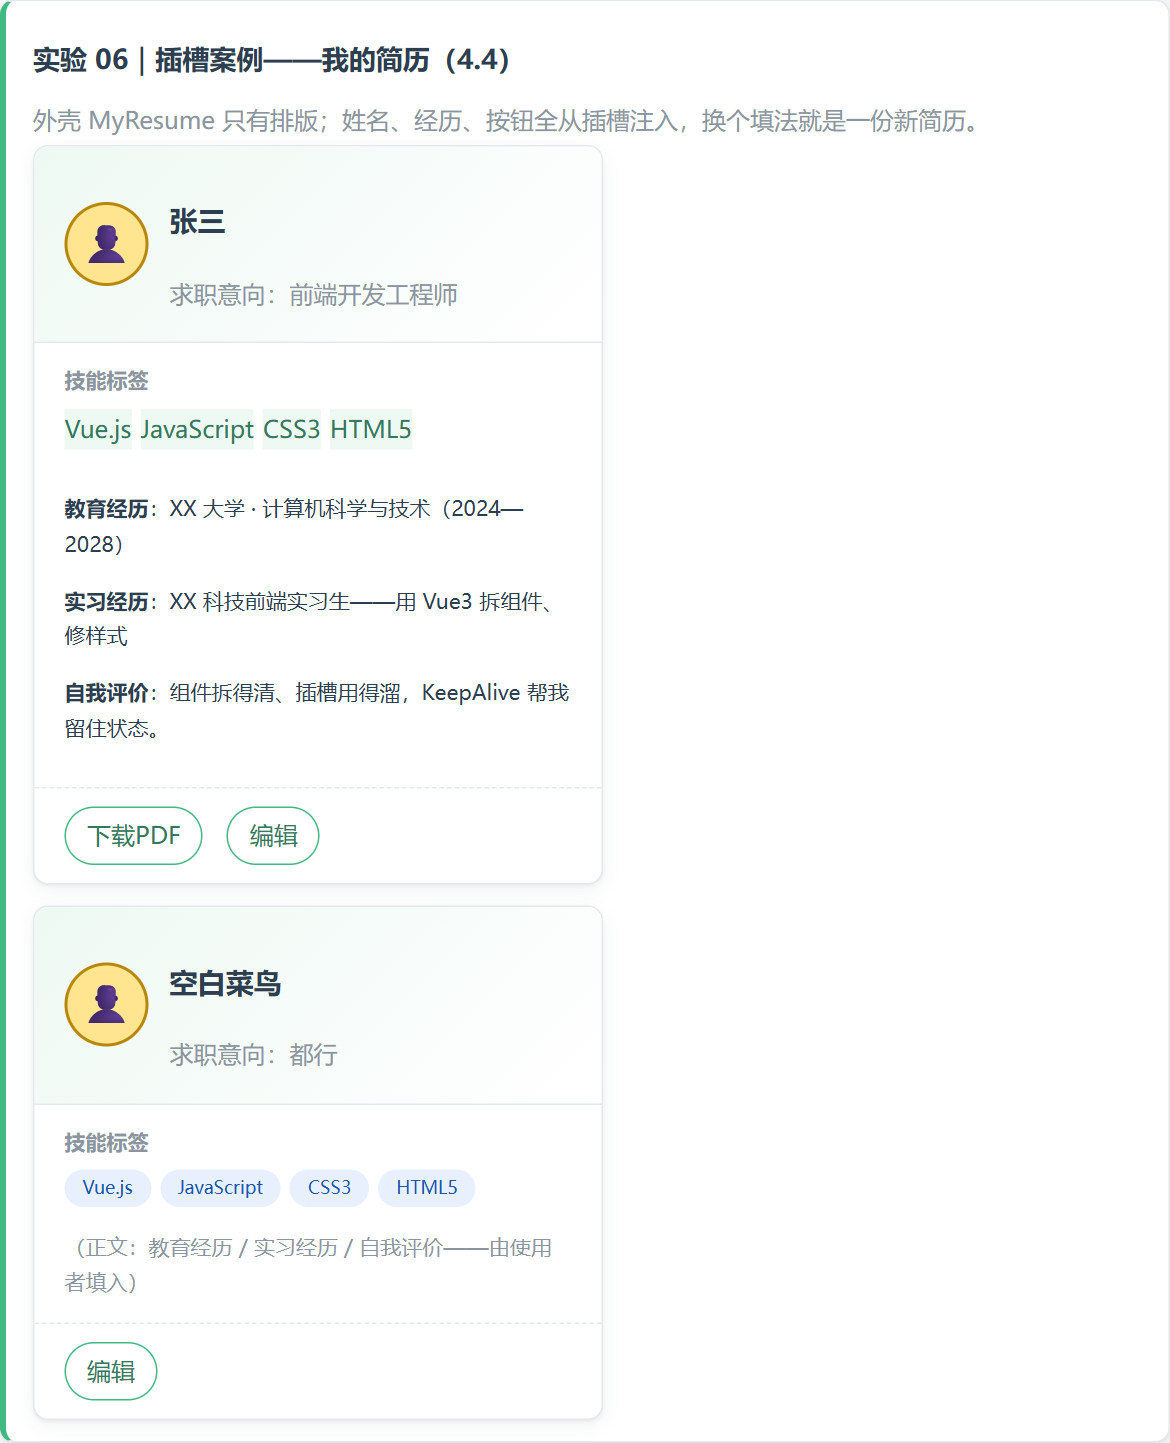 实验 06｜插槽案例——我的简历（4.4）
外壳 MyResume 只有排版；姓名、经历、按钮全从插槽注入，换个填法就是一份新简历。
张三
求职意向：前端开发工程师
技能标签
Vue.js JavaScript CSS3 HTML5
教育经历：XX 大学 · 计算机科学与技术（2024—
2028）
实习经历：XX 科技前端实习生——用 Vue3 拆组件、
修样式
自我评价：组件拆得清、插槽用得溜，KeepAlive 帮我
留住状态。
下载PDF 编辑
空白菜鸟
求职意向：都行
技能标签
Vue.js JavaScript CSS3 HTML5
（正文：教育经历 / 实习经历 / 自我评价——由使用
者填入）
编辑